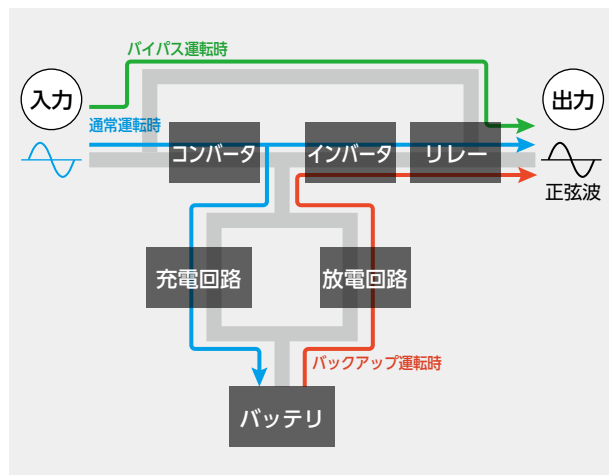 バイパス運転時
入力
出力
通常運転時
コンバータ
インバータ
リレー
正弦波
充電回路
放電回路
バックアップ運転時
バッテリ